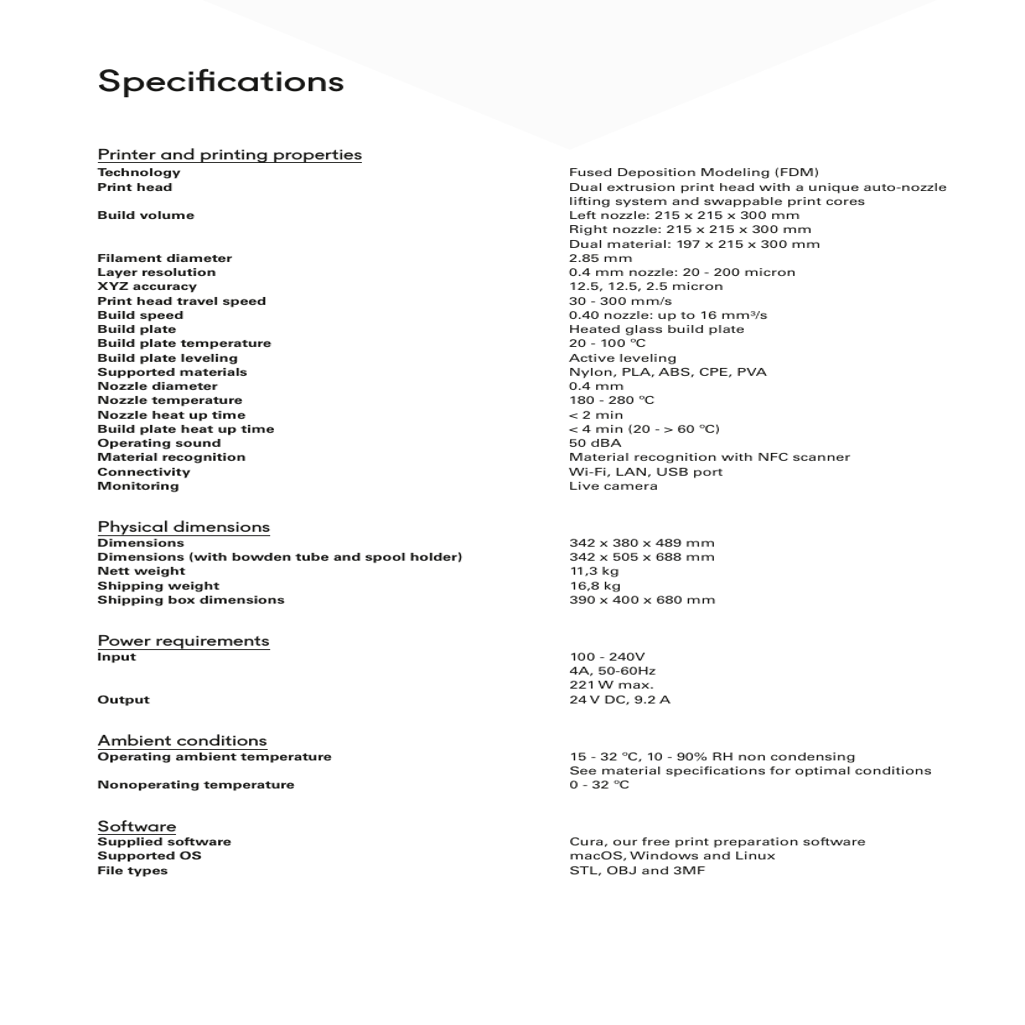 Specifications
Printer and printing properties
Technology Fused Deposition Modeling (FDM)
Print head Dual extrusion print head with a unique auto-nozzle
lifting system and swappable print cores
Build volume Left nozzle: 215 x 215 x 300 mm
Right nozzle: 215 x 215 x 300 mm
Dual material: 197 x 215 x 300 mm
Filament diameter 2.85 mm
Layer resolution 0.4 mm nozzle: 20 - 200 micron
XYZ accuracy 12.5, 12.5, 2.5 micron
Print head travel speed 30 - 300 mm/s
Build speed 0.40 nozzle: up to 16 mm³/s
Build plate Heated glass build plate
Build plate temperature 20 - 100 ºC
Build plate leveling Active leveling
Supported materials Nylon, PLA, ABS, CPE, PVA
Nozzle diameter 0.4 mm
Nozzle temperature 180 - 280 ºC
Nozzle heat up time < 2 min
Build plate heat up time < 4 min (20 - > 60 ºC)
Operating sound 50 dBA
Material recognition Material recognition with NFC scanner
Connectivity Wi-Fi, LAN, USB port
Monitoring Live camera
Physical dimensions
Dimensions 342 x 380 x 489 mm
Dimensions (with bowden tube and spool holder) 342 x 505 x 688 mm
Nett weight 11,3 kg
Shipping weight 16,8 kg
Shipping box dimensions 390 x 400 x 680 mm
Power requirements
Input 100 - 240V
4A, 50-60Hz
221 W max.
Output 24 V DC, 9.2 A
Ambient conditions
Operating ambient temperature 15 - 32 ºC, 10 - 90% RH non condensing
See material specifications for optimal conditions
Nonoperating temperature 0 - 32 ºC
Software
Supplied software Cura, our free print preparation software
Supported OS macOS, Windows and Linux
File types STL, OBJ and 3MF